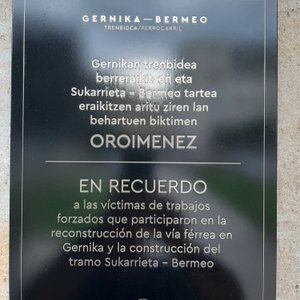 GERNIKA — BERMEO
TRENBIDEA/FERROCARRIL
Gernikan trenbidea
berreraikitzen eta
Sukarrieta - Bermeo tartea
eraikitzen aritu ziren lan
behartuen biktimen
OROIMENEZ
EN RECUERDO
a las víctimas de trabajos
forzados que participaron en la
reconstrucción de la vía férrea en
Gernika y la construcción del
tramo Sukarrieta - Bermeo